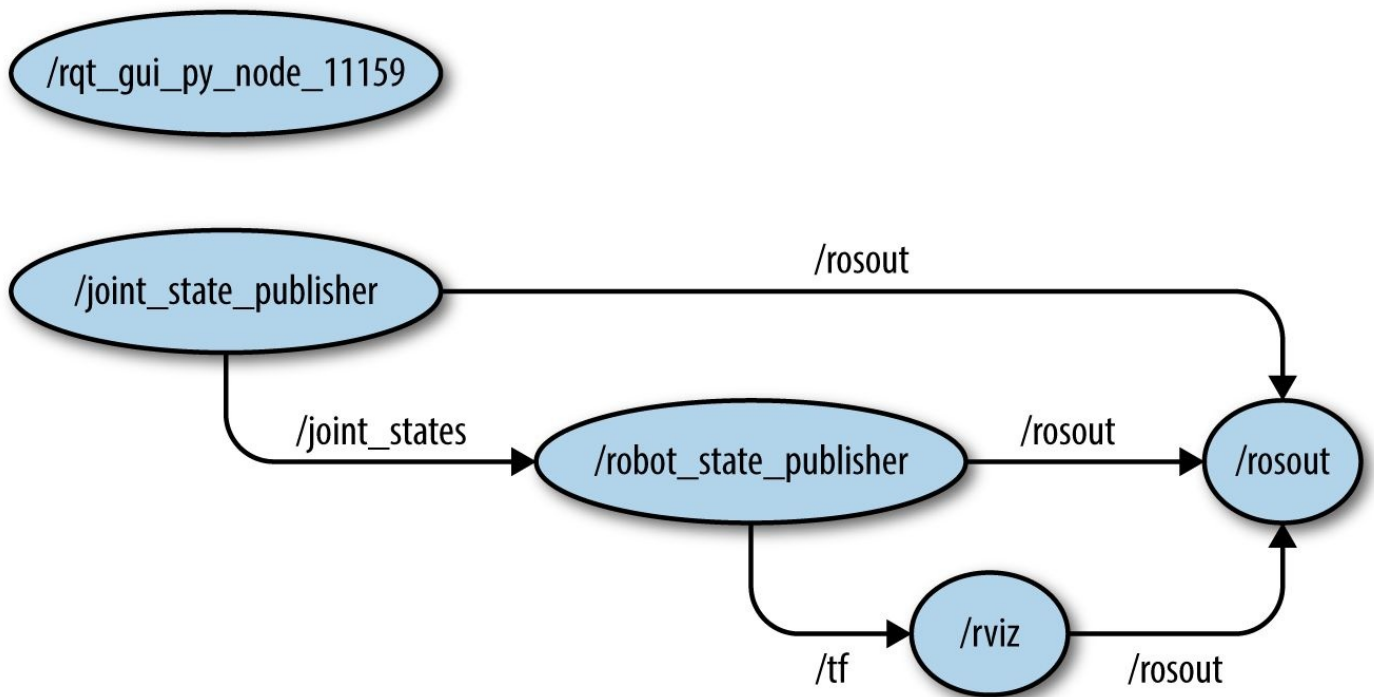 /rqt_gui_py_node_11159
/joint_state_publisher
/rosout
/joint_states
/robot_state_publisher
/rosout
/rosout
/tf
/rviz
/rosout